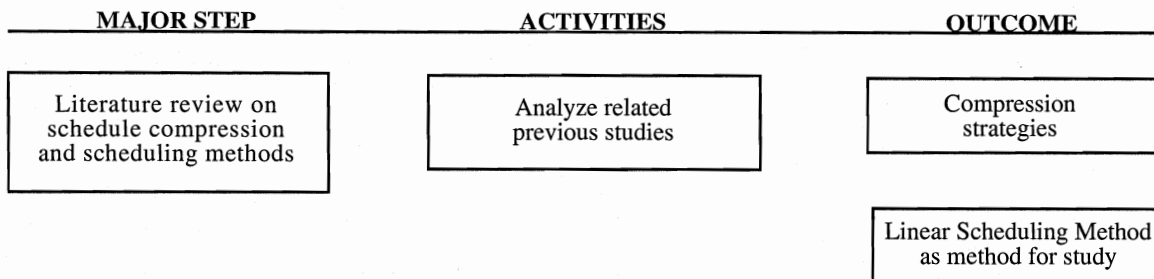 MAJOR STEP ACTIVITIES OUTCOME
Literature review on
schedule compression
and scheduling methods
Analyze related
previous studies
Compression
strategies
Linear Scheduling Method
as method for study